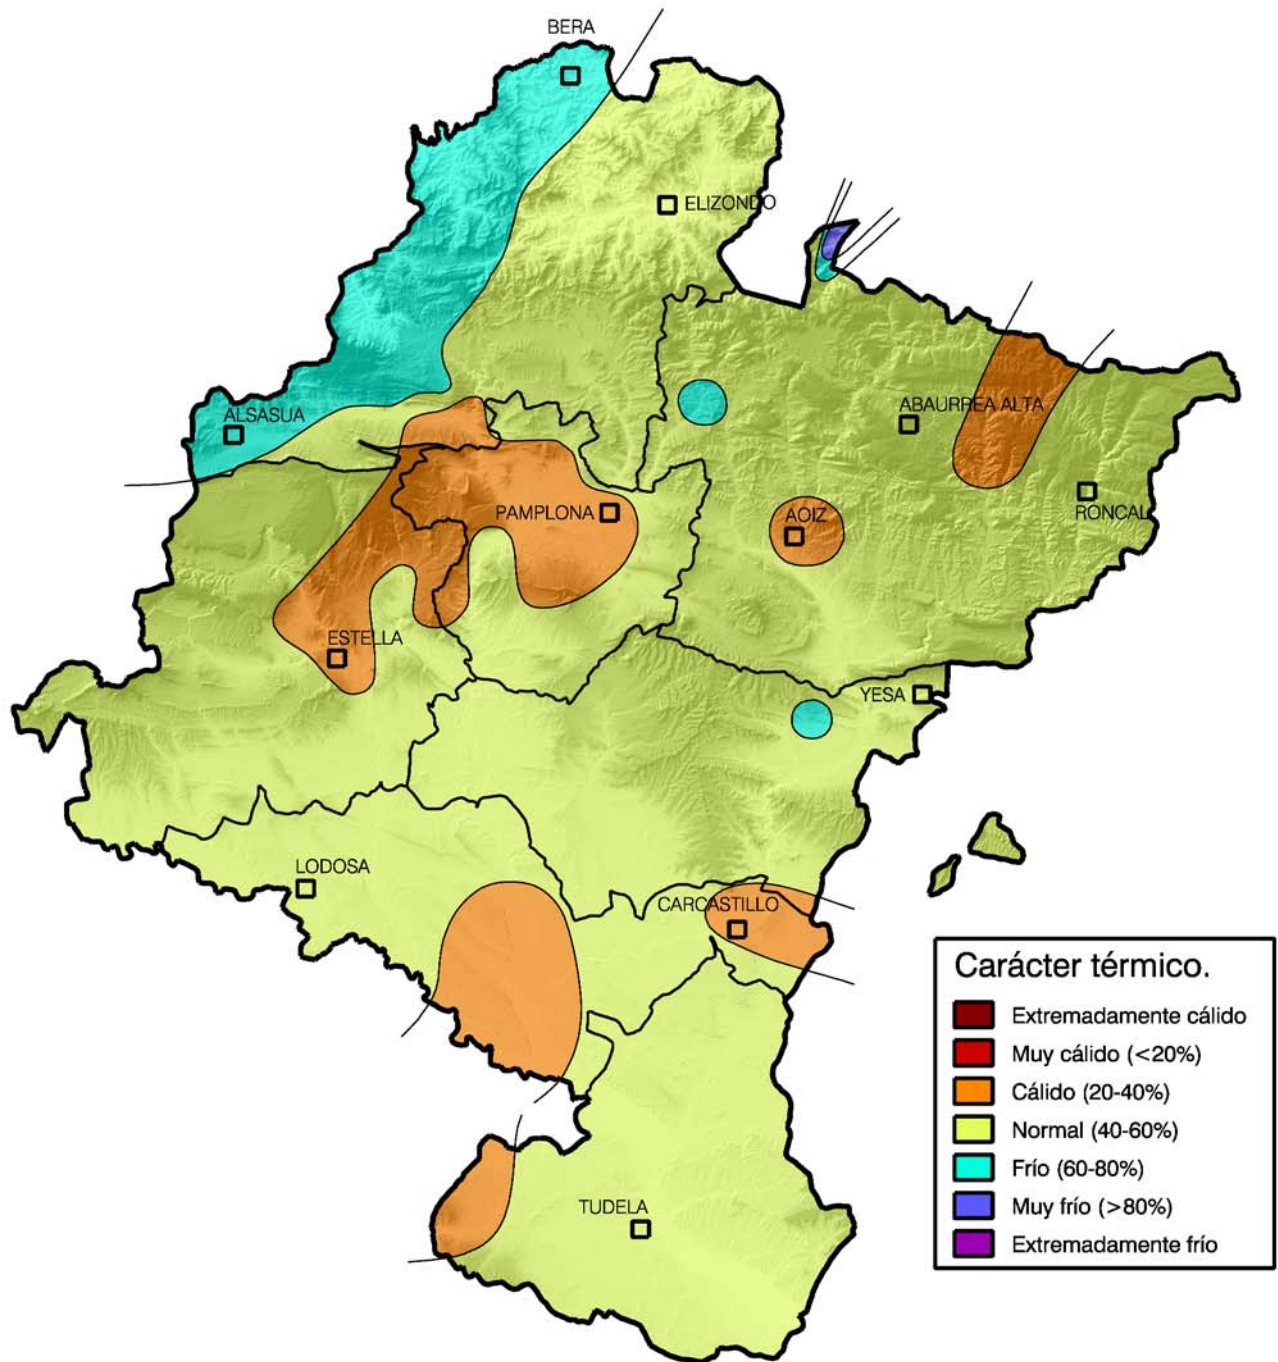 BERA
ELIZONDO
ALSASUA
ABAURREA ALTA
PAMPLONA
AOIZ
RONCAL
ESTELLA
YESA
LODOSA
CARCASTILLO
TUDELA
Carácter térmico.
Extremadamente cálido
Muy cálido (<20%)
Cálido (20-40%)
Normal (40-60%)
Frío (60-80%)
Muy frío (>80%)
Extremadamente frío